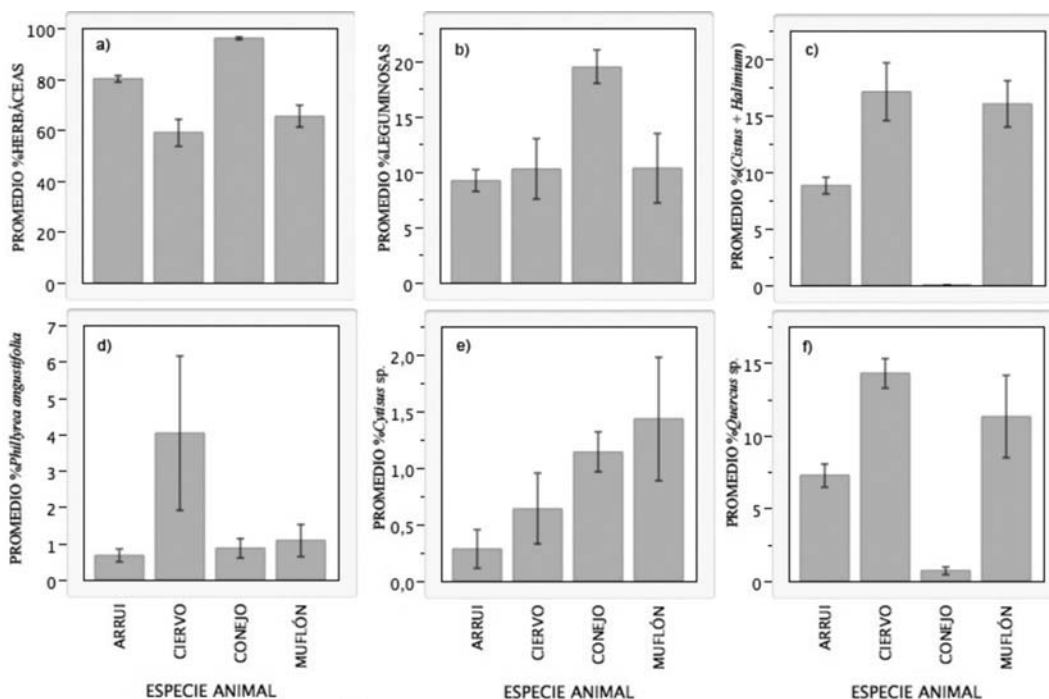 a)
PROMEDIO %HERBÁCEAS
100
80
60
40
20
0
b)
PROMEDIO %LEGUMINOSAS
20
15
10
5
0
c)
PROMEDIO %(Cistus + Halimium)
20
15
10
5
0
d)
PROMEDIO %Phillyrea angustifolia
7
6
5
4
3
2
1
0
ARRUI
CIERVO
CONEJO
MUFLÓN
ESPECIE ANIMAL
e)
PROMEDIO %Cytisus sp.
2,0
1,5
1,0
0,5
0,0
ARRUI
CIERVO
CONEJO
MUFLÓN
ESPECIE ANIMAL
f)
PROMEDIO %Quercus sp.
15
10
5
0
ARRUI
CIERVO
CONEJO
MUFLÓN
ESPECIE ANIMAL